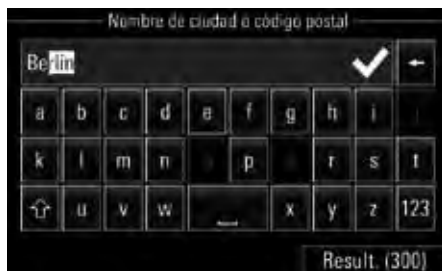 Nombre de ciudad o código postal
Berlin
a b c d e f g h i
k l m n p r s t
u v w x y z 123
Result. (300)